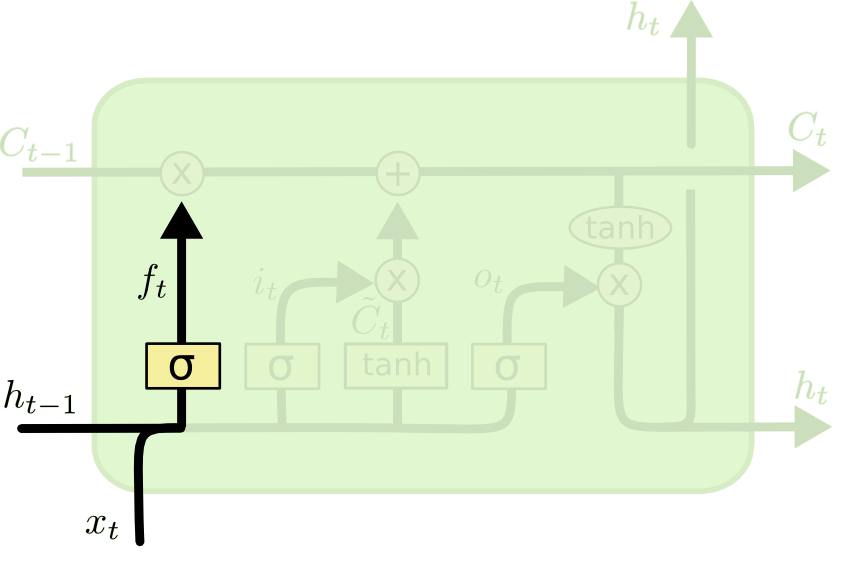 h_t
C_{t-1}
C_t
x
+
tanh
f_t
i_t
x
o_t
x
C̃_t
σ
σ
tanh
σ
h_{t-1}
h_t
x_t